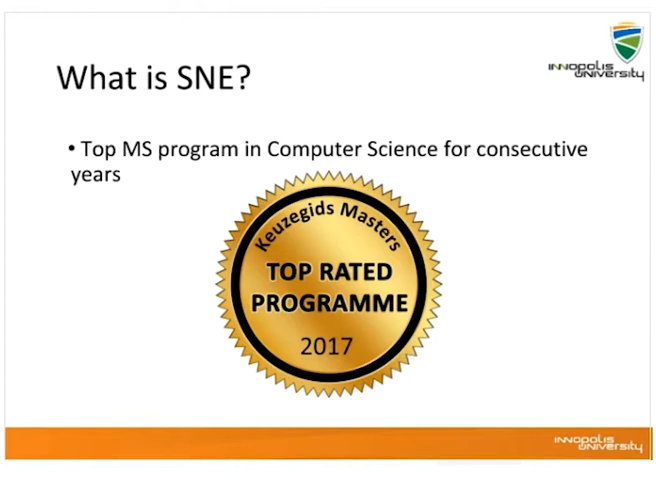 What is SNE?
INNOPOLIS
UNIVERSITY
• Top MS program in Computer Science for consecutive
years
Keuzegids Masters
TOP RATED
PROGRAMME
2017
INNOPOLIS
UNIVERSITY